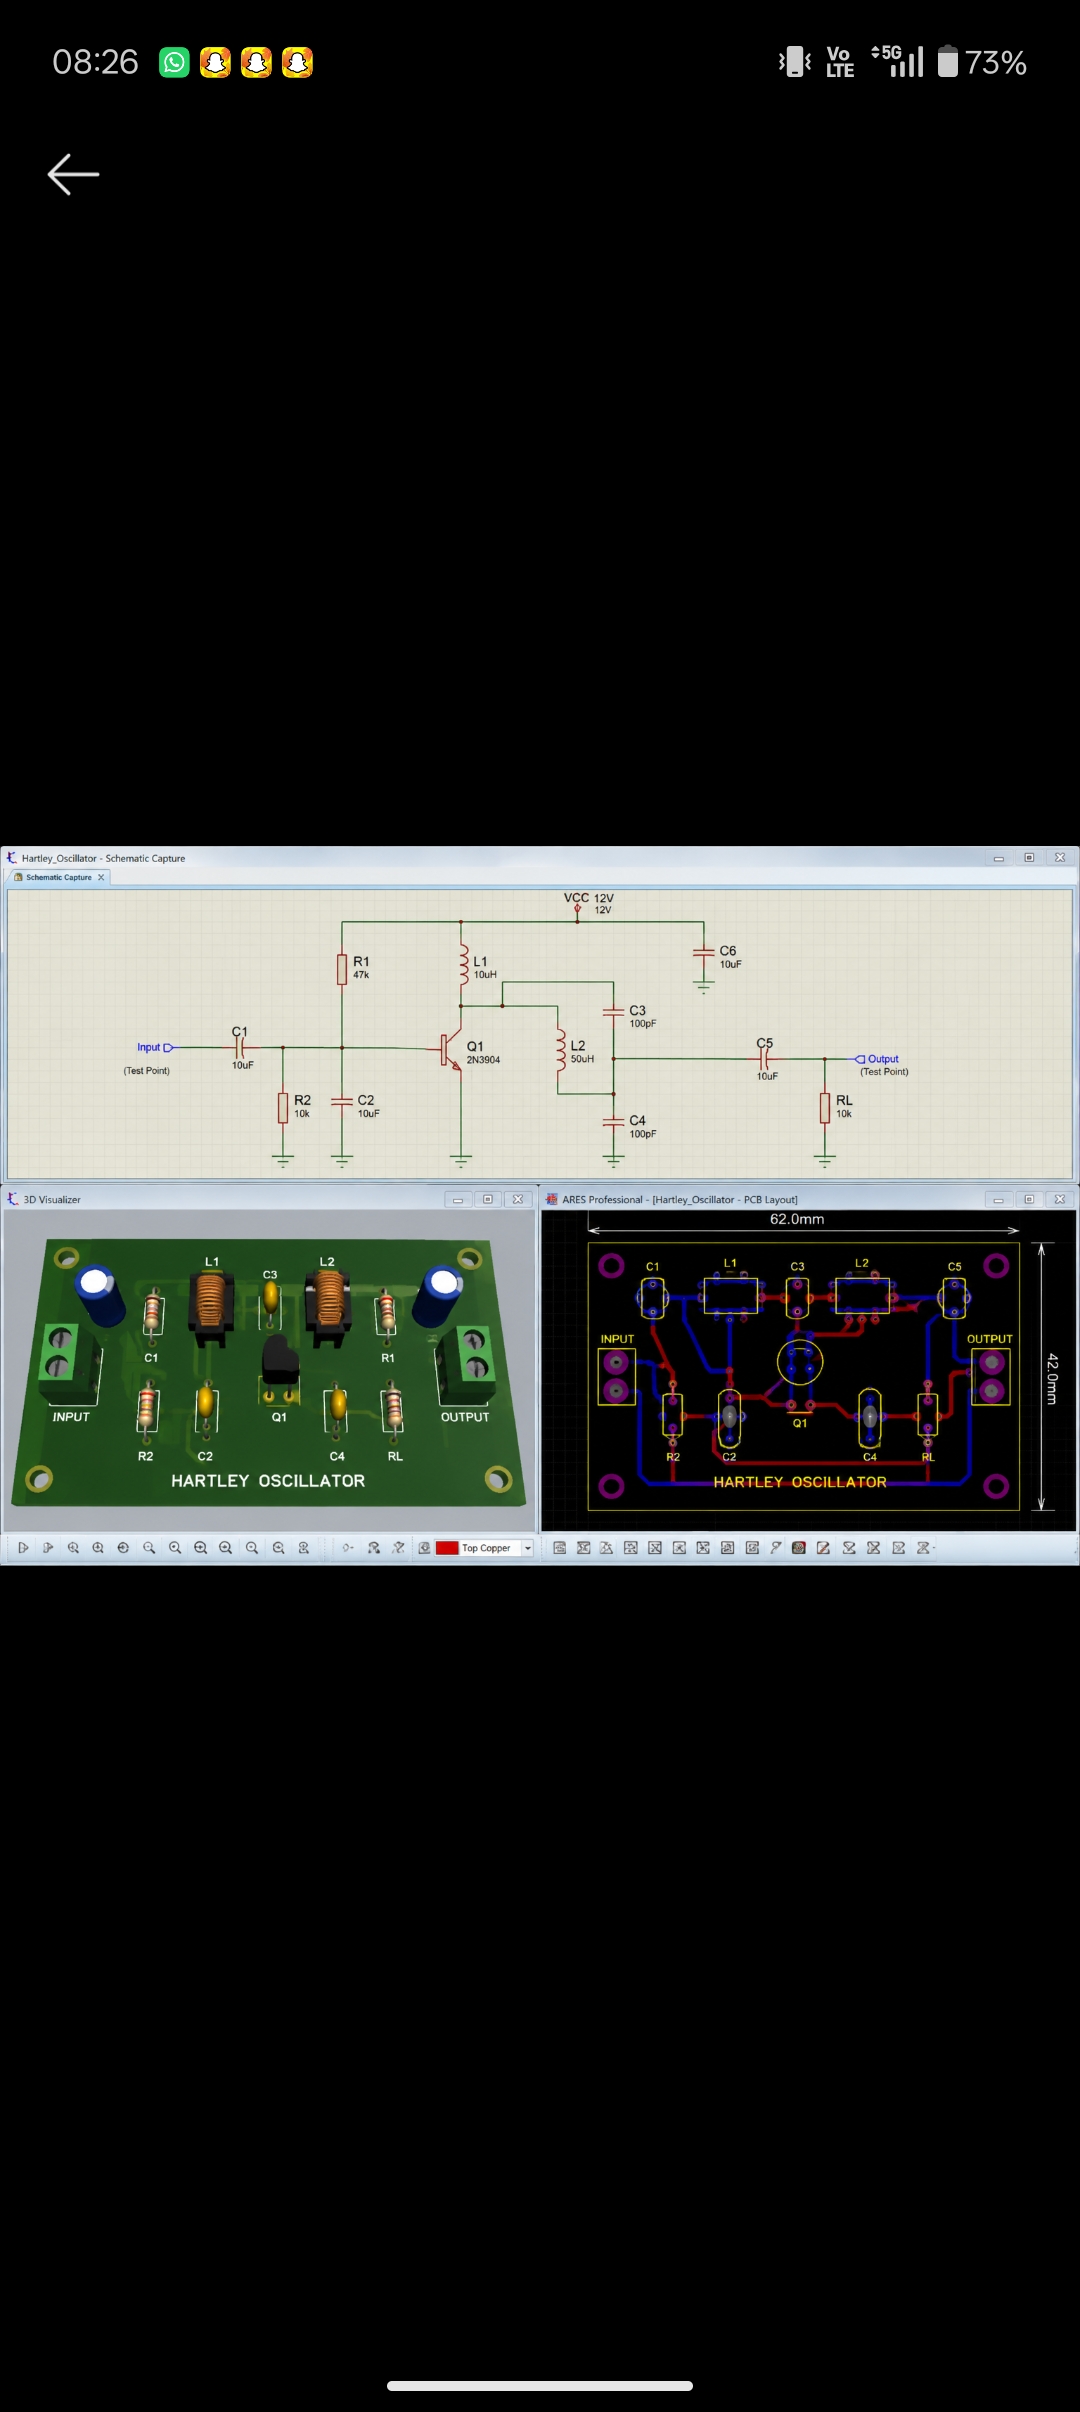 08:26
Vo LTE
5G
73%
Hartley_Oscillator - Schematic Capture
Schematic Capture
VCC 12V
12V
R1
47k
L1
10uH
C6
10uF
C3
100pF
C1
10uF
Input
(Test Point)
Q1
2N3904
L2
50uH
C5
10uF
Output
(Test Point)
R2
10k
C2
10uF
C4
100pF
RL
10k
3D Visualizer
L1
C3
L2
C1
R1
INPUT
Q1
OUTPUT
R2
C2
C4
RL
HARTLEY OSCILLATOR
Top Copper
ARES Professional - [Hartley_Oscillator - PCB Layout]
62.0mm
C1
L1
C3
L2
C5
INPUT
OUTPUT
42.0mm
Q1
R2
C2
C4
RL
HARTLEY OSCILLATOR